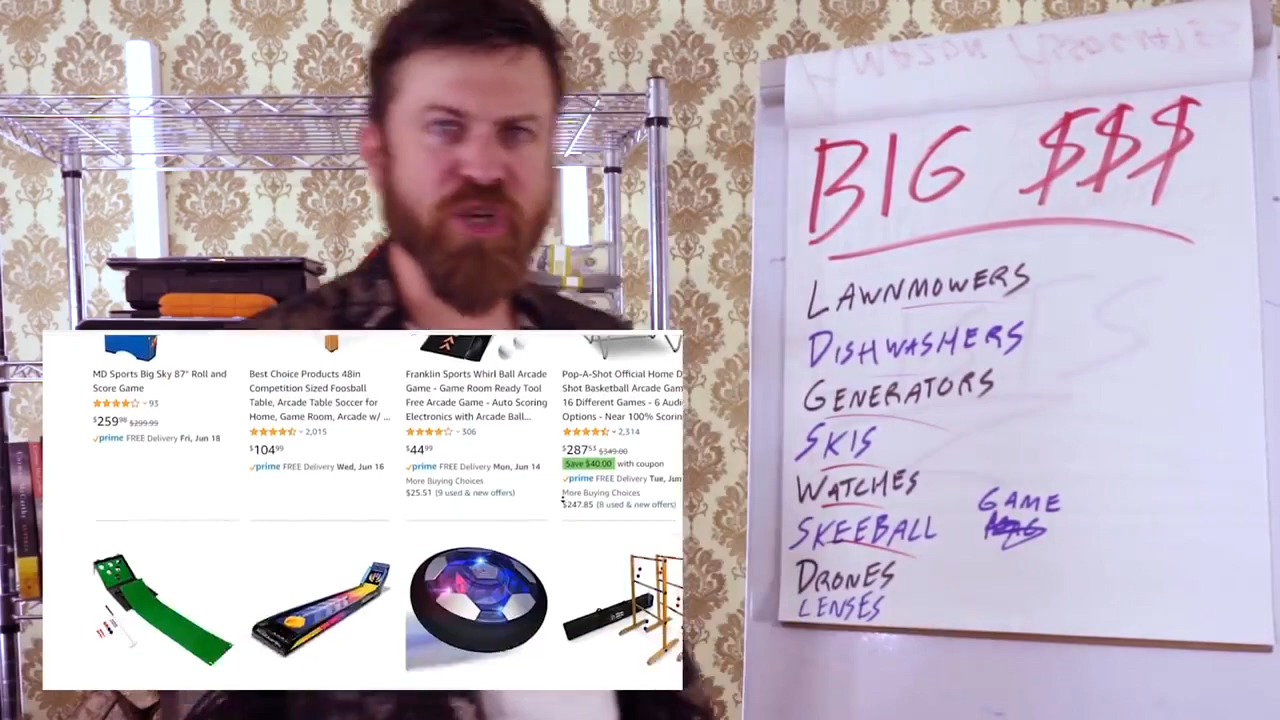 AMAZON ASSOCIATES
BIG $$$
LAWNMOWERS
DISHWASHERS
GENERATORS
SKIS
WATCHES
SKEEBALL
GAME
DRONES
LENSES
MD Sports Big Sky 87" Roll and
Score Game
93
$259.98 $299.99
prime FREE Delivery Fri, Jun 18
Best Choice Products 48in
Competition Sized Foosball
Table, Arcade Table Soccer for
Home, Game Room, Arcade w/ ...
2,015
$104.99
prime FREE Delivery Wed, Jun 16
Franklin Sports Whirl Ball Arcade
Game - Game Room Ready Tool
Free Arcade Game - Auto Scoring
Electronics with Arcade Ball...
306
$44.99
prime FREE Delivery Mon, Jun 14
More Buying Choices
$25.51 (9 used & new offers)
Pop-A-Shot Official Home D
Shot Basketball Arcade Gam
16 Different Games - 6 Audi
Options - Near 100% Scorin
2,314
$287.53 $349.00
Save $40.00 with coupon
prime FREE Delivery Tue, Jun
More Buying Choices
$247.85 (8 used & new offers)